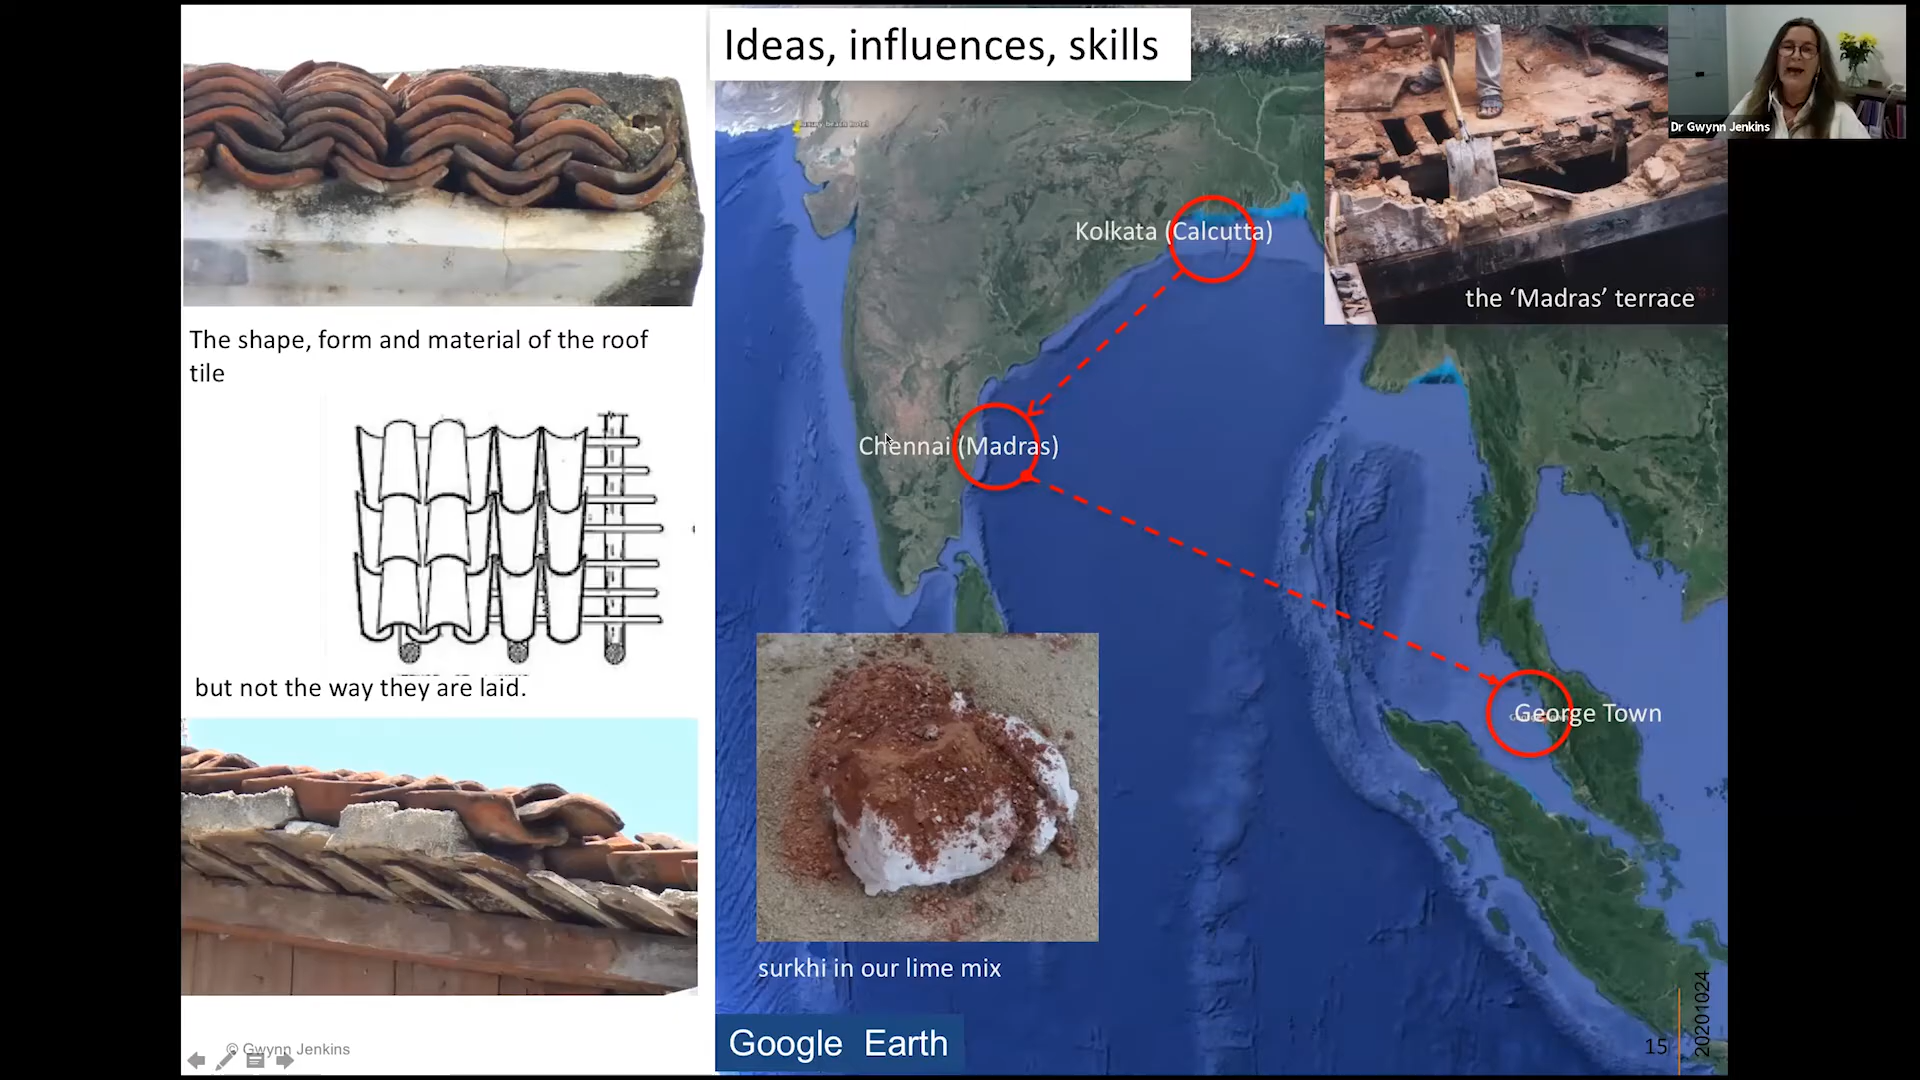 Ideas, influences, skills
Dr Gwynn Jenkins
Kolkata (Calcutta)
the ‘Madras’ terrace
The shape, form and material of the roof
tile
Chennai (Madras)
but not the way they are laid.
George Town
surkhi in our lime mix
Google Earth
© Gwynn Jenkins
15
20201024